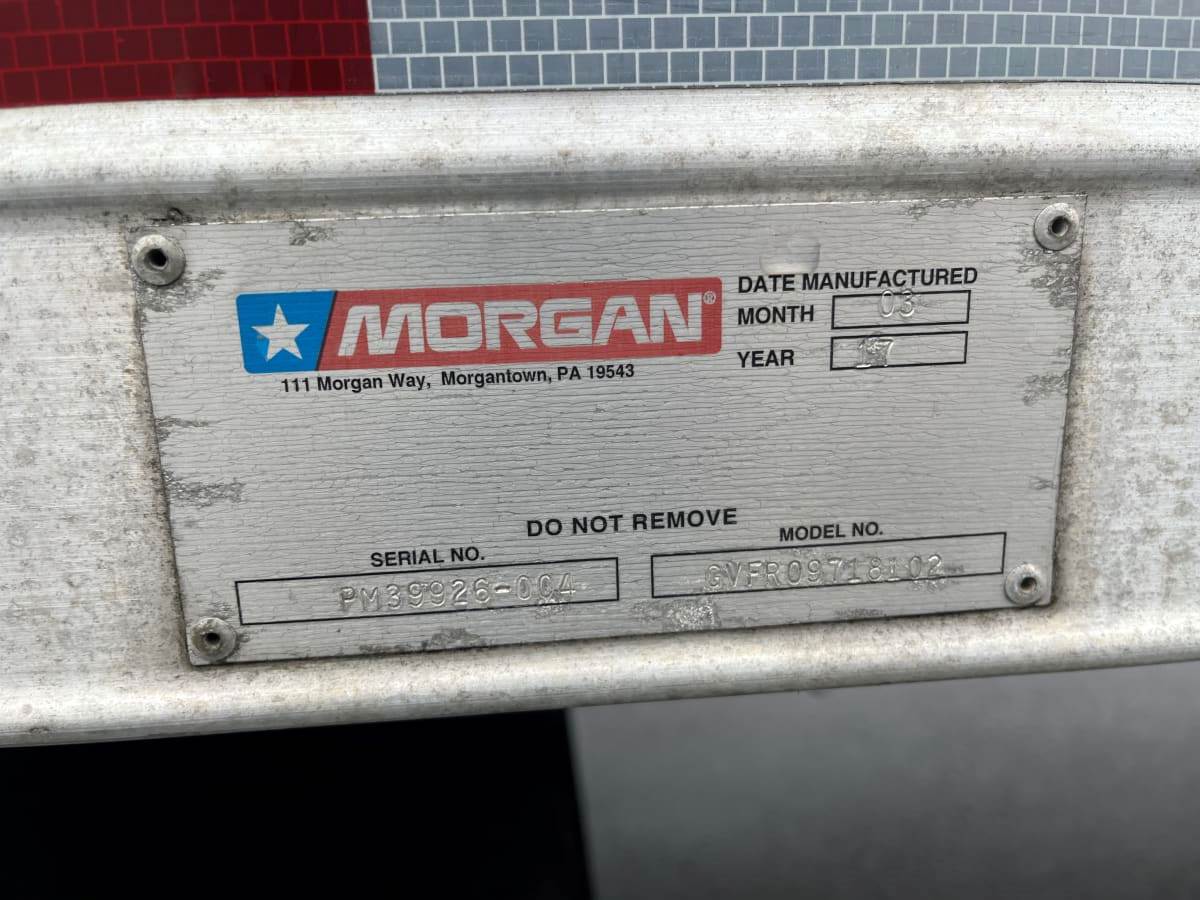 MORGAN®
111 Morgan Way, Morgantown, PA 19543
DATE MANUFACTURED
MONTH 03
YEAR 17
DO NOT REMOVE
SERIAL NO. MODEL NO.
PM39926-004 GVFR09718102